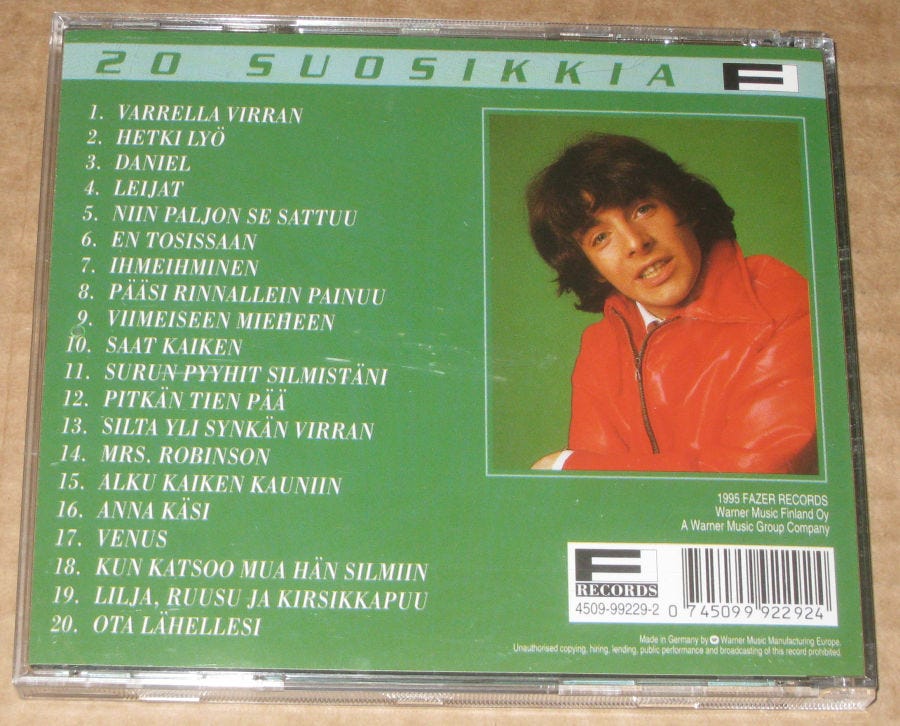 20 SUOSIKKIA F
1. VARRELLA VIRRAN
2. HETKI LYÖ
3. DANIEL
4. LEIJAT
5. NIIN PALJON SE SATTUU
6. EN TOSISSAAN
7. IHMEIHMINEN
8. PÄÄSI RINNALLEIN PAINUU
9. VIIMEISEEN MIEHEEN
10. SAAT KAIKEN
11. SURUN PYYHIT SILMISTÄNI
12. PITKÄN TIEN PÄÄ
13. SILTA YLI SYNKÄN VIRRAN
14. MRS. ROBINSON
15. ALKU KAIKEN KAUNIIN
16. ANNA KÄSI
17. VENUS
18. KUN KATSOO MUA HÄN SILMIIN
19. LILJA, RUUSU JA KIRSIKKAPUU
20. OTA LÄHELLESI
1995 FAZER RECORDS
Warner Music Finland Oy
A Warner Music Group Company
F
RECORDS
4509-99229-2
0 745099 922924
Made in Germany by Warner Music Manufacturing Europe.
Unauthorised copying, hiring, lending, public performance and broadcasting of this record prohibited.